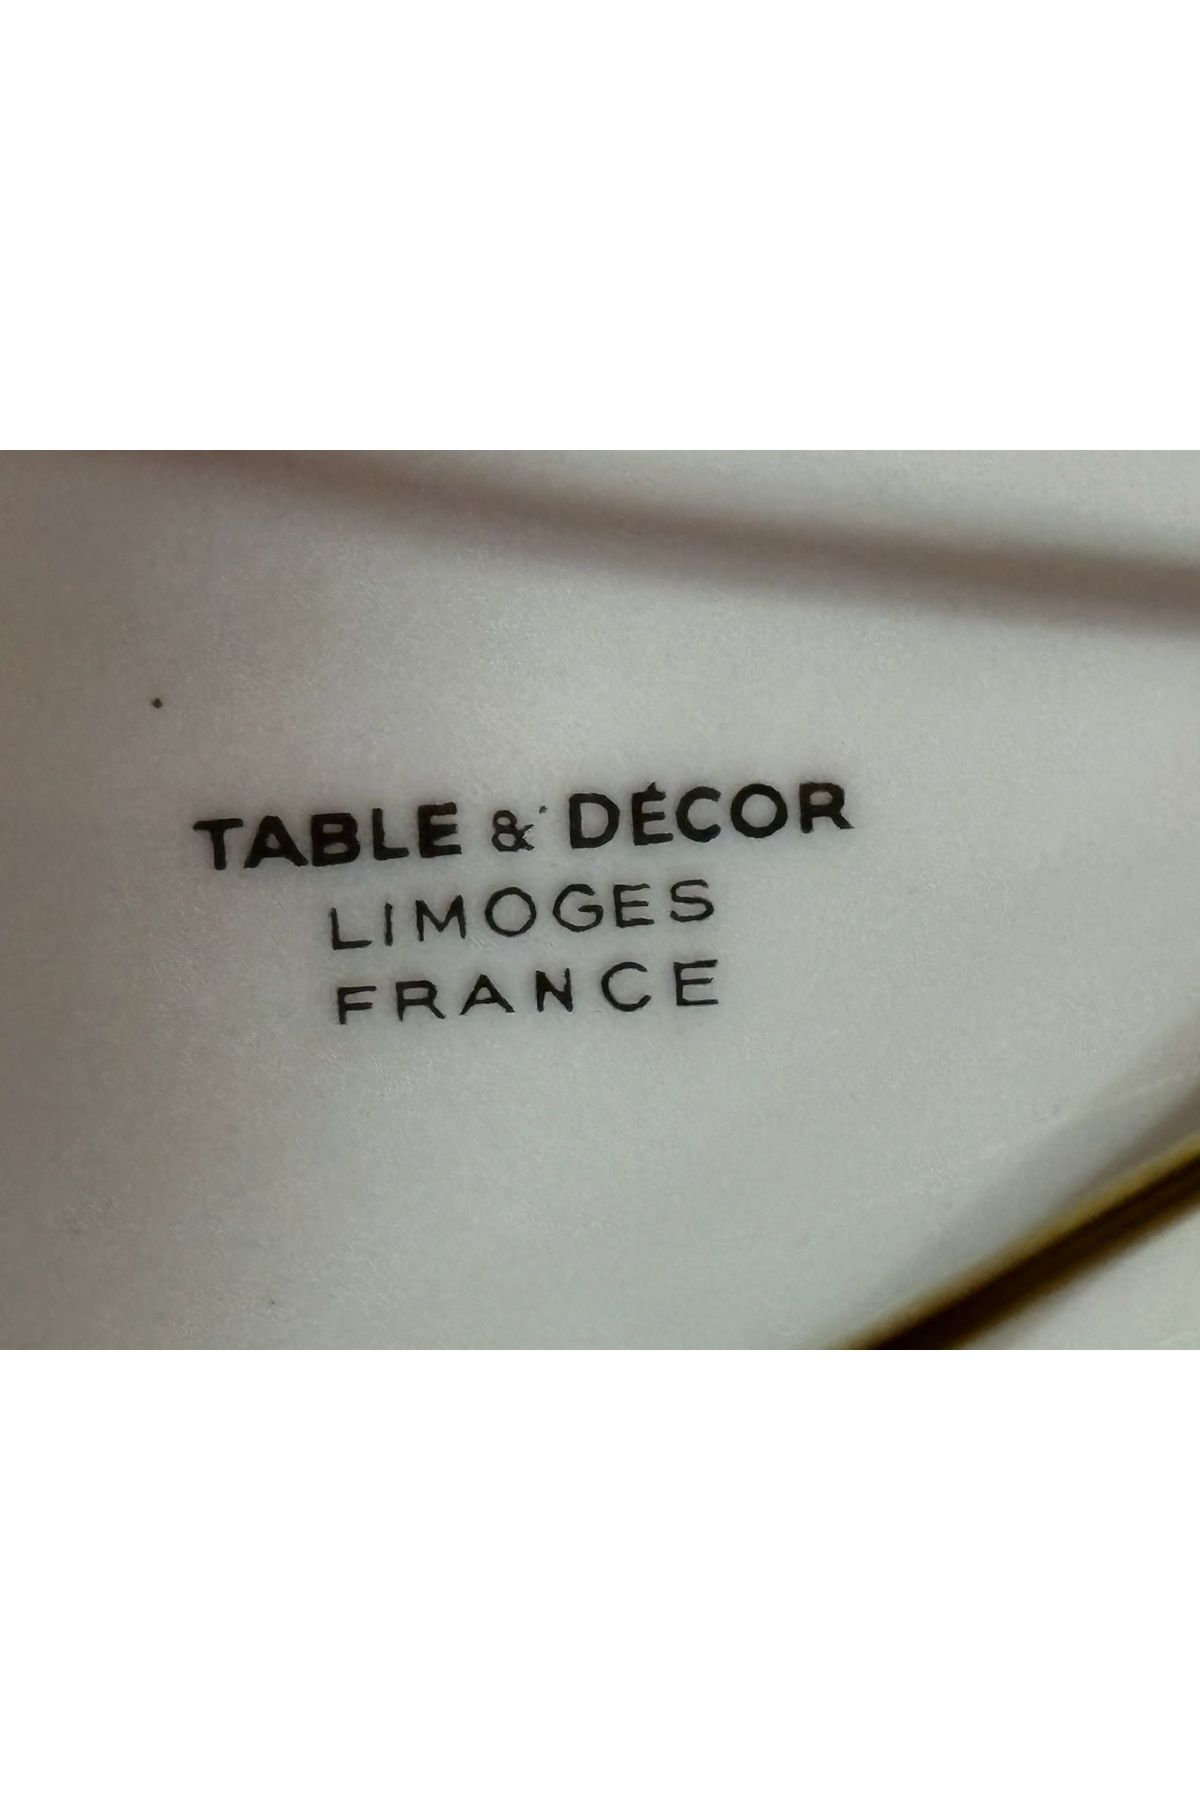 TABLE & DÉCOR
LIMOGES
FRANCE